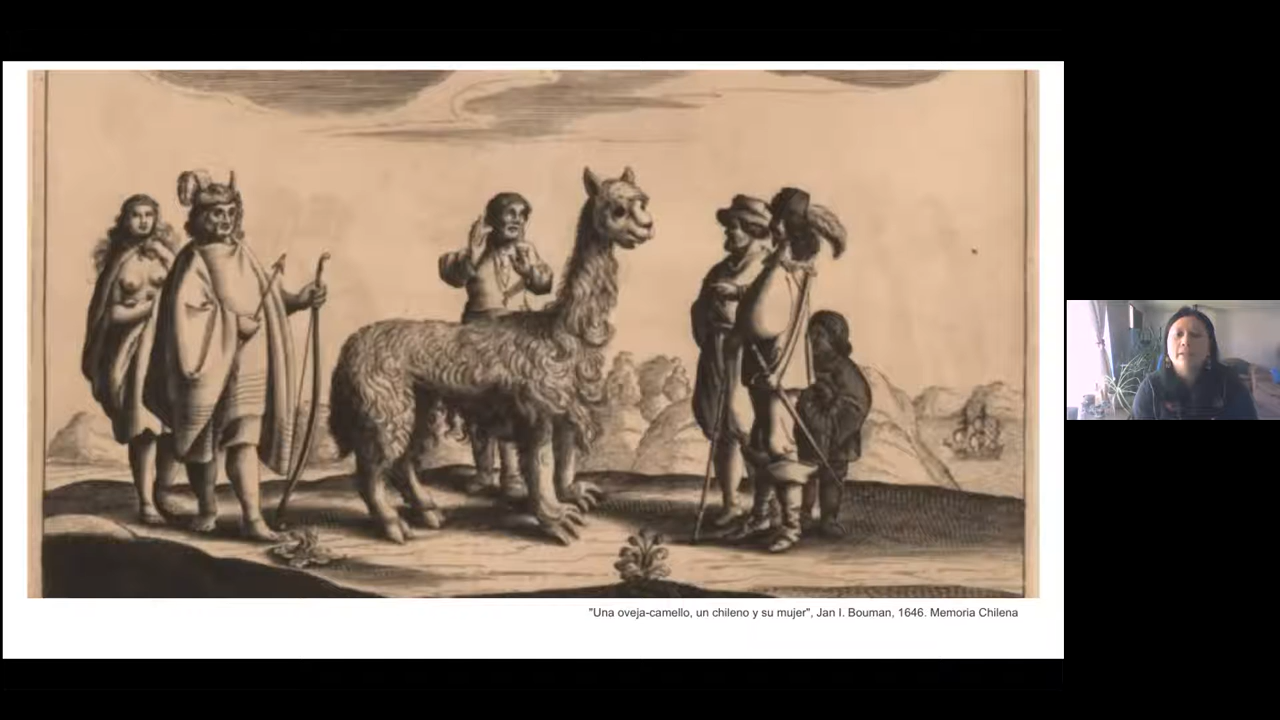 "Una oveja-camello, un chileno y su mujer", Jan I. Bouman, 1646. Memoria Chilena